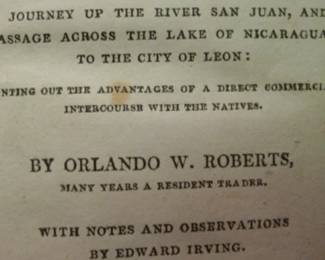 JOURNEY UP THE RIVER SAN JUAN, AND
ASSAGE ACROSS THE LAKE OF NICARAGUA
TO THE CITY OF LEON:
NTING OUT THE ADVANTAGES OF A DIRECT COMMERCI
INTERCOURSE WITH THE NATIVES.
BY ORLANDO W. ROBERTS,
MANY YEARS A RESIDENT TRADER.
WITH NOTES AND OBSERVATIONS
BY EDWARD IRVING.